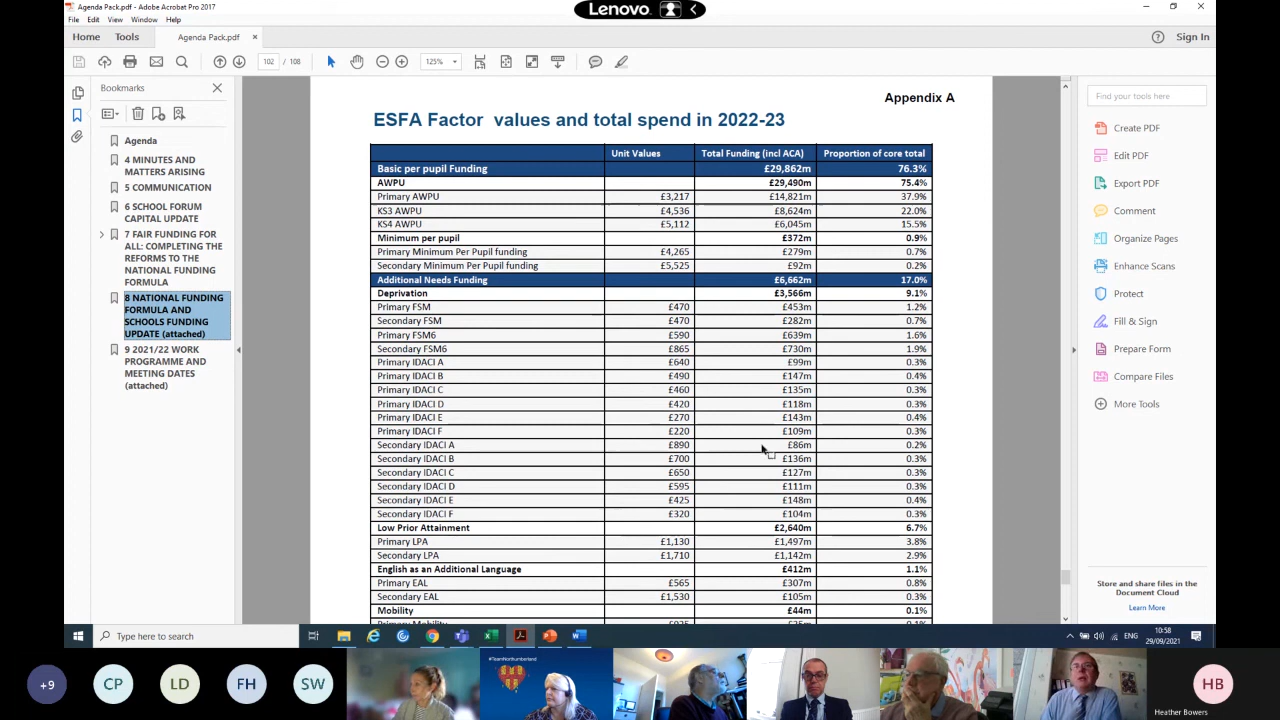 Agenda Pack.pdf - Adobe Acrobat Pro 2017
Lenovo
File Edit View Window Help
Home Tools Agenda Pack.pdf × Sign In
102 / 108 125%
Bookmarks
Agenda
4 MINUTES AND
MATTERS ARISING
5 COMMUNICATION
6 SCHOOL FORUM
CAPITAL UPDATE
7 FAIR FUNDING FOR
ALL: COMPLETING THE
REFORMS TO THE
NATIONAL FUNDING
FORMULA
8 NATIONAL FUNDING
FORMULA AND
SCHOOLS FUNDING
UPDATE (attached)
9 2021/22 WORK
PROGRAMME AND
MEETING DATES
(attached)
Appendix A
ESFA Factor values and total spend in 2022-23
Unit Values Total Funding (incl ACA) Proportion of core total
Basic per pupil Funding £29,862m 76.3%
AWPU £29,490m 75.4%
Primary AWPU £3,217 £14,821m 37.9%
KS3 AWPU £4,536 £8,624m 22.0%
KS4 AWPU £5,112 £6,045m 15.5%
Minimum per pupil £372m 0.9%
Primary Minimum Per Pupil funding £4,265 £279m 0.7%
Secondary Minimum Per Pupil funding £5,525 £92m 0.2%
Additional Needs Funding £6,662m 17.0%
Deprivation £3,566m 9.1%
Primary FSM £470 £453m 1.2%
Secondary FSM £470 £282m 0.7%
Primary FSM6 £590 £639m 1.6%
Secondary FSM6 £865 £730m 1.9%
Primary IDACI A £640 £99m 0.3%
Primary IDACI B £490 £147m 0.4%
Primary IDACI C £460 £135m 0.3%
Primary IDACI D £420 £118m 0.3%
Primary IDACI E £270 £143m 0.4%
Primary IDACI F £220 £109m 0.3%
Secondary IDACI A £890 £86m 0.2%
Secondary IDACI B £700 £136m 0.3%
Secondary IDACI C £650 £127m 0.3%
Secondary IDACI D £595 £111m 0.3%
Secondary IDACI E £425 £148m 0.4%
Secondary IDACI F £320 £104m 0.3%
Low Prior Attainment £2,640m 6.7%
Primary LPA £1,130 £1,497m 3.8%
Secondary LPA £1,710 £1,142m 2.9%
English as an Additional Language £412m 1.1%
Primary EAL £565 £307m 0.8%
Secondary EAL £1,530 £105m 0.3%
Mobility £44m 0.1%
Find your tools here
Create PDF
Edit PDF
Export PDF
Comment
Organize Pages
Enhance Scans
Protect
Fill & Sign
Prepare Form
Compare Files
More Tools
Store and share files in the
Document Cloud
Learn More
Type here to search
ENG
10:58
29/09/2021
#TeamNorthumberland
+9 CP LD FH SW HB
Heather Bowers